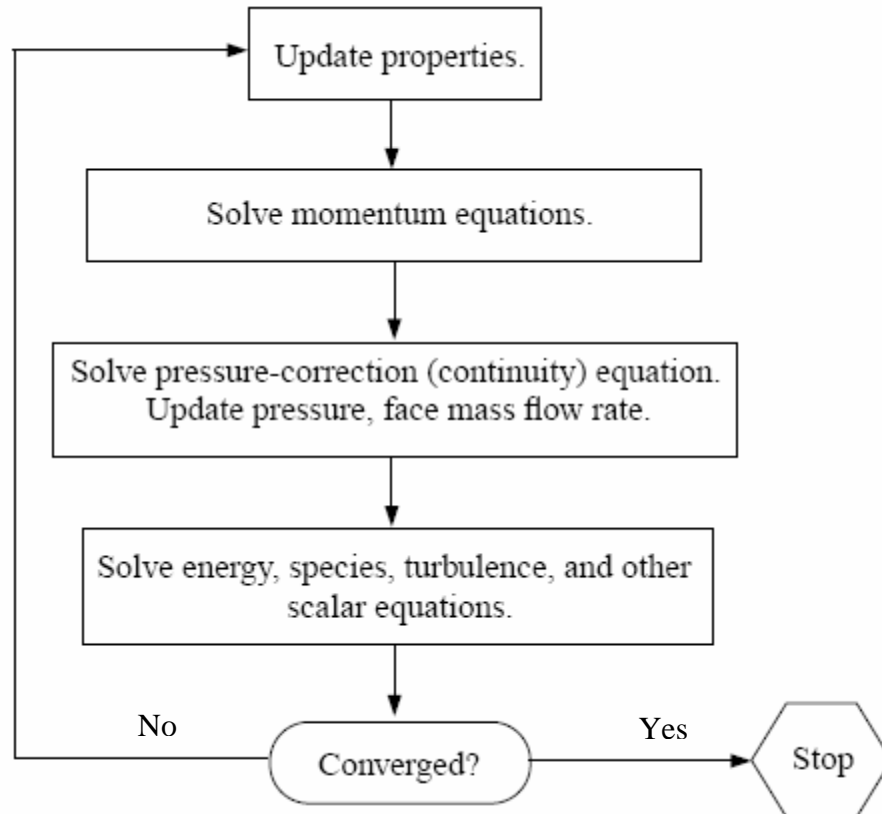 Update properties.
Solve momentum equations.
Solve pressure-correction (continuity) equation.
Update pressure, face mass flow rate.
Solve energy, species, turbulence, and other
scalar equations.
No
Yes
Converged?
Stop